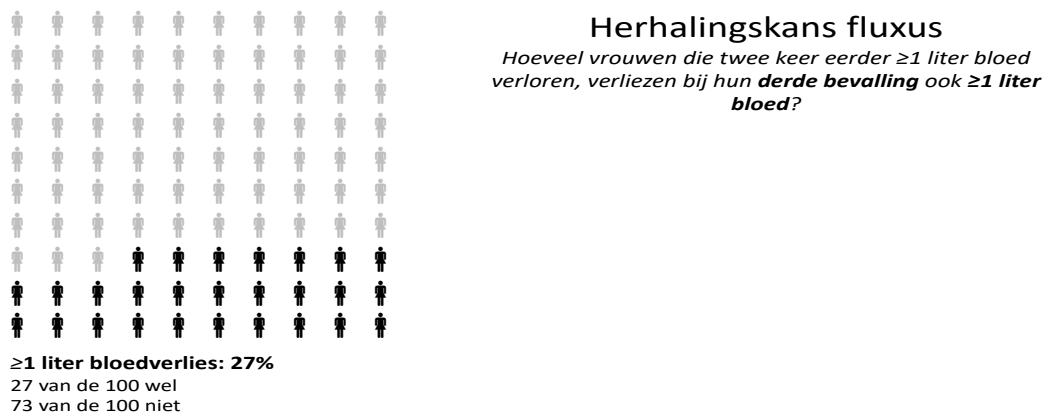 Herhalingskans fluxus
Hoeveel vrouwen die twee keer eerder ≥1 liter bloed
verloren, verliezen bij hun derde bevalling ook ≥1 liter
bloed?
≥1 liter bloedverlies: 27%
27 van de 100 wel
73 van de 100 niet